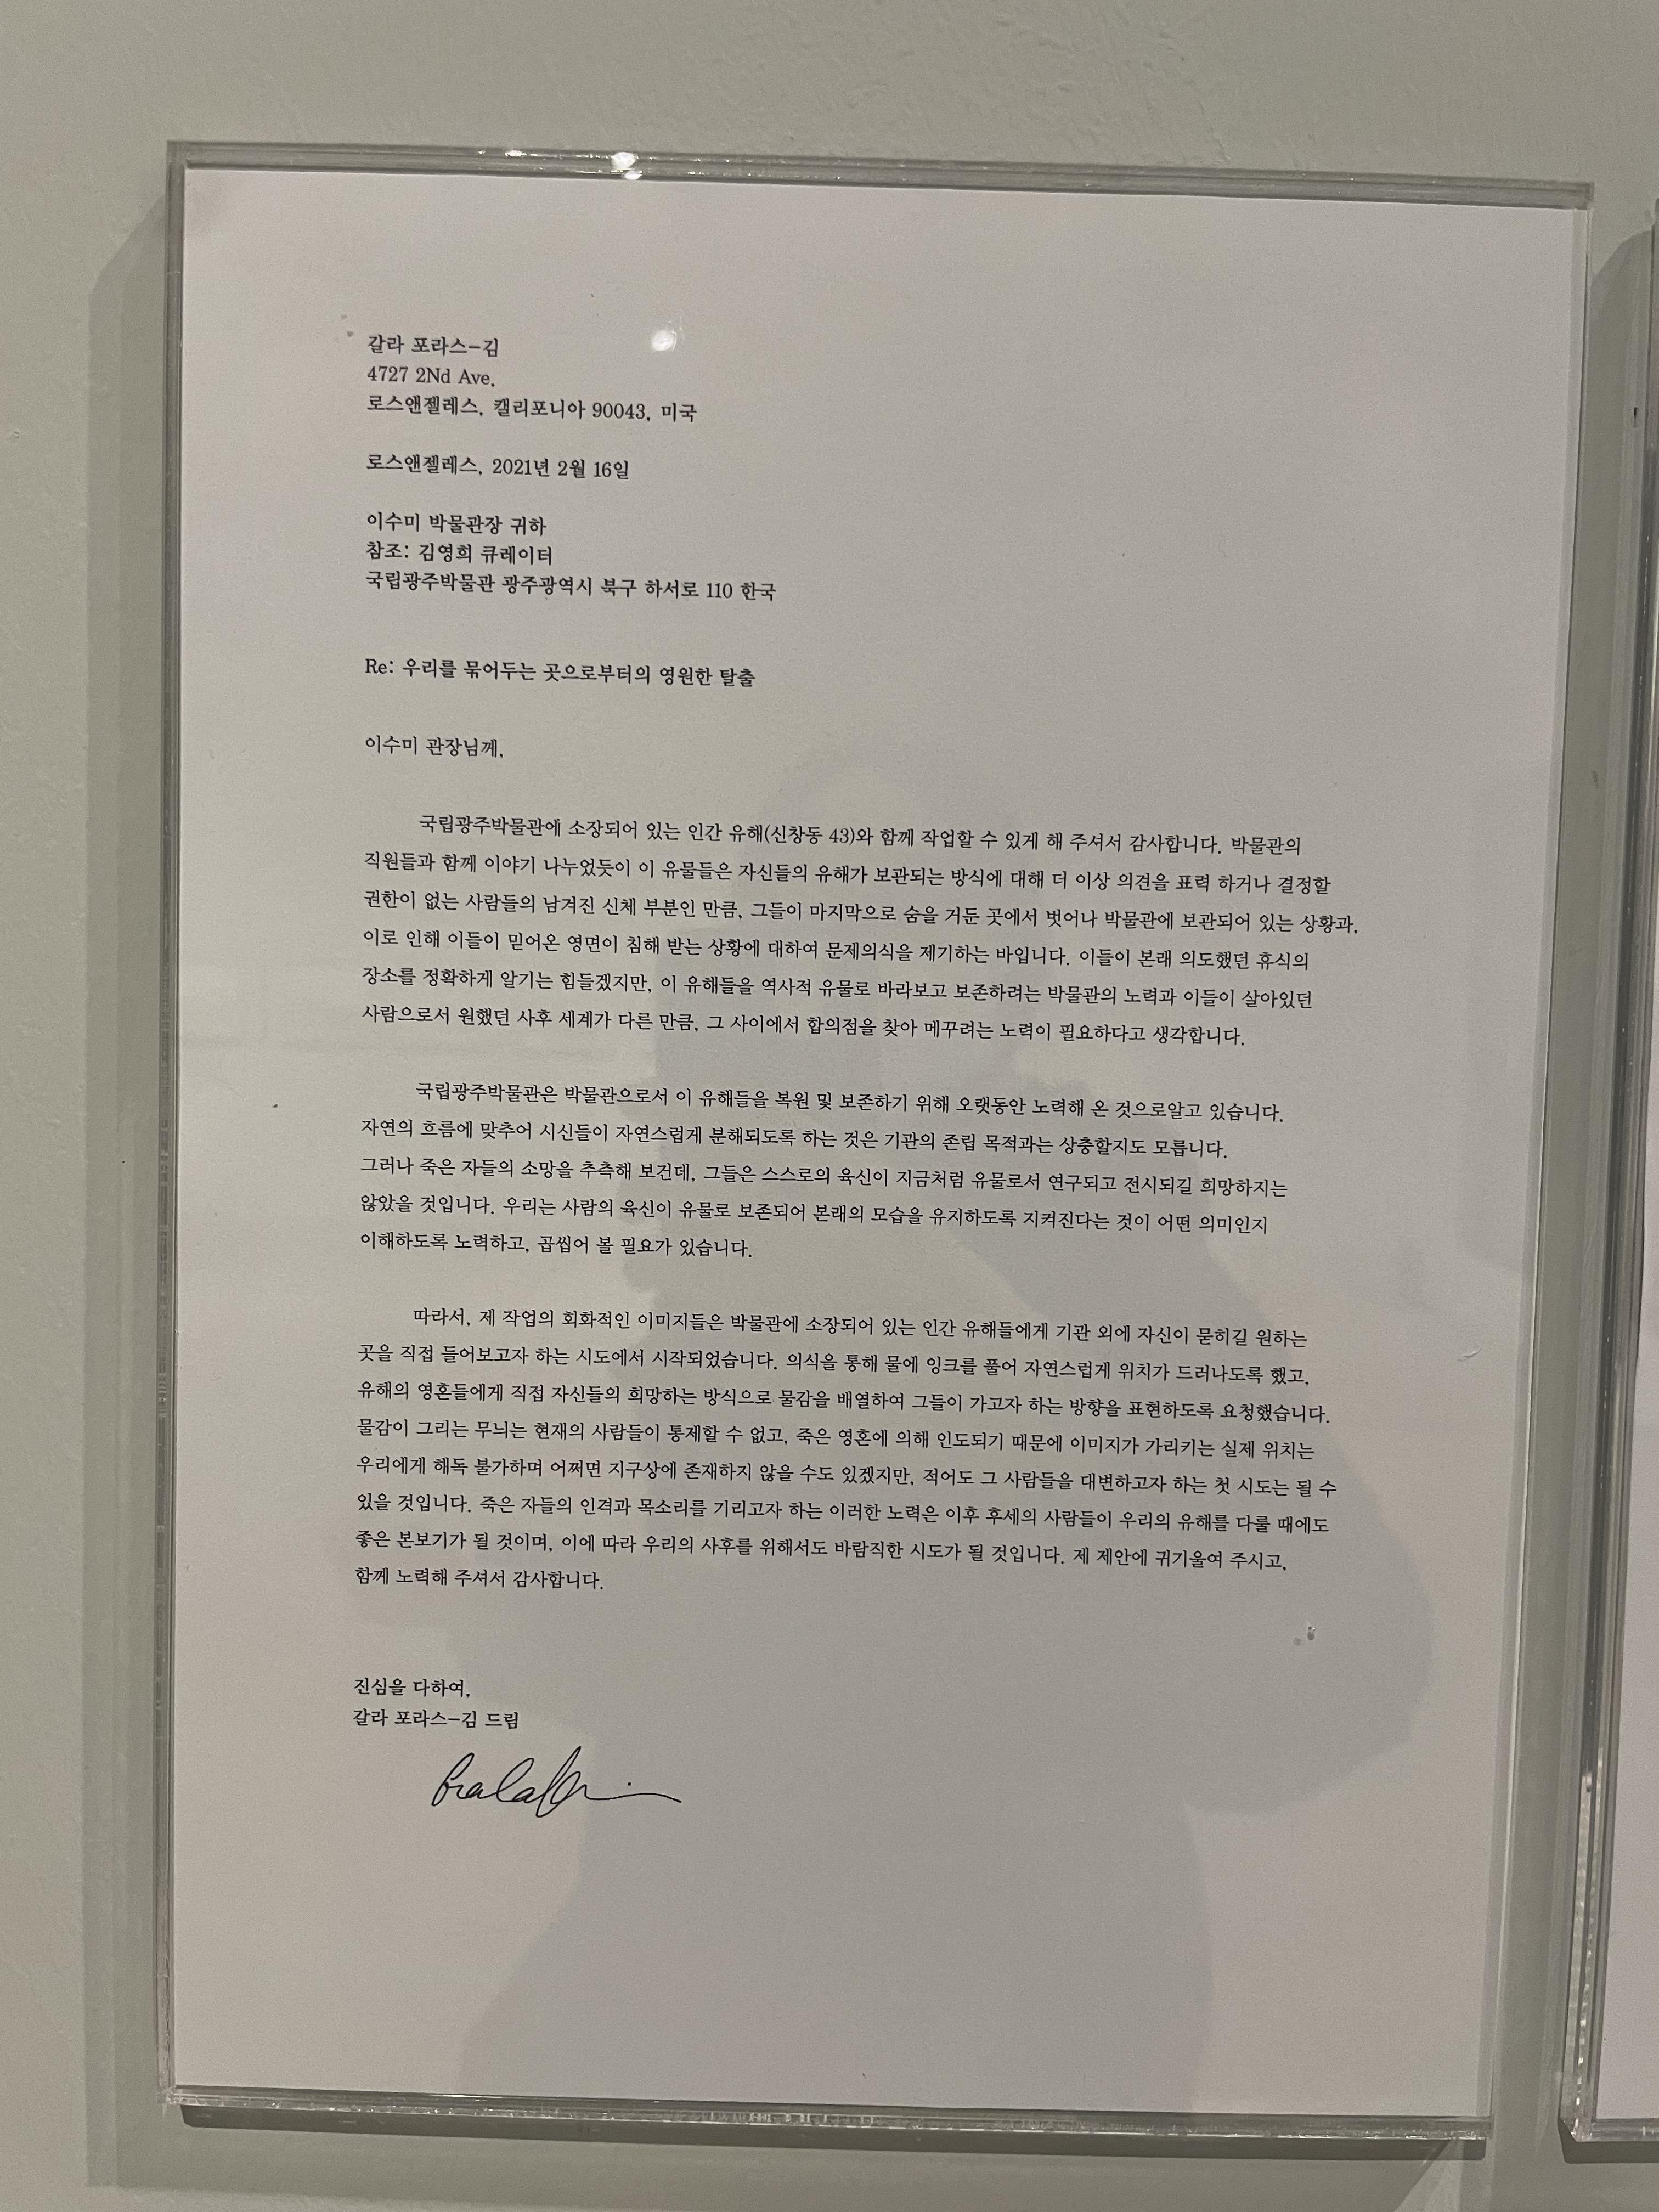 갈라 포라스-김
4727 2Nd Ave.
로스앤젤레스, 캘리포니아 90043, 미국
로스앤젤레스, 2021년 2월 16일
이수미 박물관장 귀하
참조: 김영희 큐레이터
국립광주박물관 광주광역시 북구 하서로 110 한국
Re: 우리를 묶어두는 곳으로부터의 영원한 탈출
이수미 관장님께,
국립광주박물관에 소장되어 있는 인간 유해(신창동 43)와 함께 작업할 수 있게 해 주셔서 감사합니다. 박물관의
직원들과 함께 이야기 나누었듯이 이 유물들은 자신들의 유해가 보관되는 방식에 대해 더 이상 의견을 표력 하거나 결정할
권한이 없는 사람들의 남겨진 신체 부분인 만큼, 그들이 마지막으로 숨을 거둔 곳에서 벗어나 박물관에 보관되어 있는 상황과,
이로 인해 이들이 믿어온 영면이 침해 받는 상황에 대하여 문제의식을 제기하는 바입니다. 이들이 본래 의도했던 휴식의
장소를 정확하게 알기는 힘들겠지만, 이 유해들을 역사적 유물로 바라보고 보존하려는 박물관의 노력과 이들이 살아있던
사람으로서 원했던 사후 세계가 다른 만큼, 그 사이에서 합의점을 찾아 메꾸려는 노력이 필요하다고 생각합니다.
국립광주박물관은 박물관으로서 이 유해들을 복원 및 보존하기 위해 오랫동안 노력해 온 것으로알고 있습니다.
자연의 흐름에 맞추어 시신들이 자연스럽게 분해되도록 하는 것은 기관의 존립 목적과는 상충할지도 모릅니다.
그러나 죽은 자들의 소망을 추측해 보건데, 그들은 스스로의 육신이 지금처럼 유물로서 연구되고 전시되길 희망하지는
않았을 것입니다. 우리는 사람의 육신이 유물로 보존되어 본래의 모습을 유지하도록 지켜진다는 것이 어떤 의미인지
이해하도록 노력하고, 곱씹어 볼 필요가 있습니다.
따라서, 제 작업의 회화적인 이미지들은 박물관에 소장되어 있는 인간 유해들에게 기관 외에 자신이 묻히길 원하는
곳을 직접 들어보고자 하는 시도에서 시작되었습니다. 의식을 통해 물에 잉크를 풀어 자연스럽게 위치가 드러나도록 했고,
유해의 영혼들에게 직접 자신들의 희망하는 방식으로 물감을 배열하여 그들이 가고자 하는 방향을 표현하도록 요청했습니다.
물감이 그리는 무늬는 현재의 사람들이 통제할 수 없고, 죽은 영혼에 의해 인도되기 때문에 이미지가 가리키는 실제 위치는
우리에게 해독 불가하며 어쩌면 지구상에 존재하지 않을 수도 있겠지만, 적어도 그 사람들을 대변하고자 하는 첫 시도는 될 수
있을 것입니다. 죽은 자들의 인격과 목소리를 기리고자 하는 이러한 노력은 이후 후세의 사람들이 우리의 유해를 다룰 때에도
좋은 본보기가 될 것이며, 이에 따라 우리의 사후를 위해서도 바람직한 시도가 될 것입니다. 제 제안에 귀기울여 주시고,
함께 노력해 주셔서 감사합니다.
진심을 다하여,
갈라 포라스-김 드림